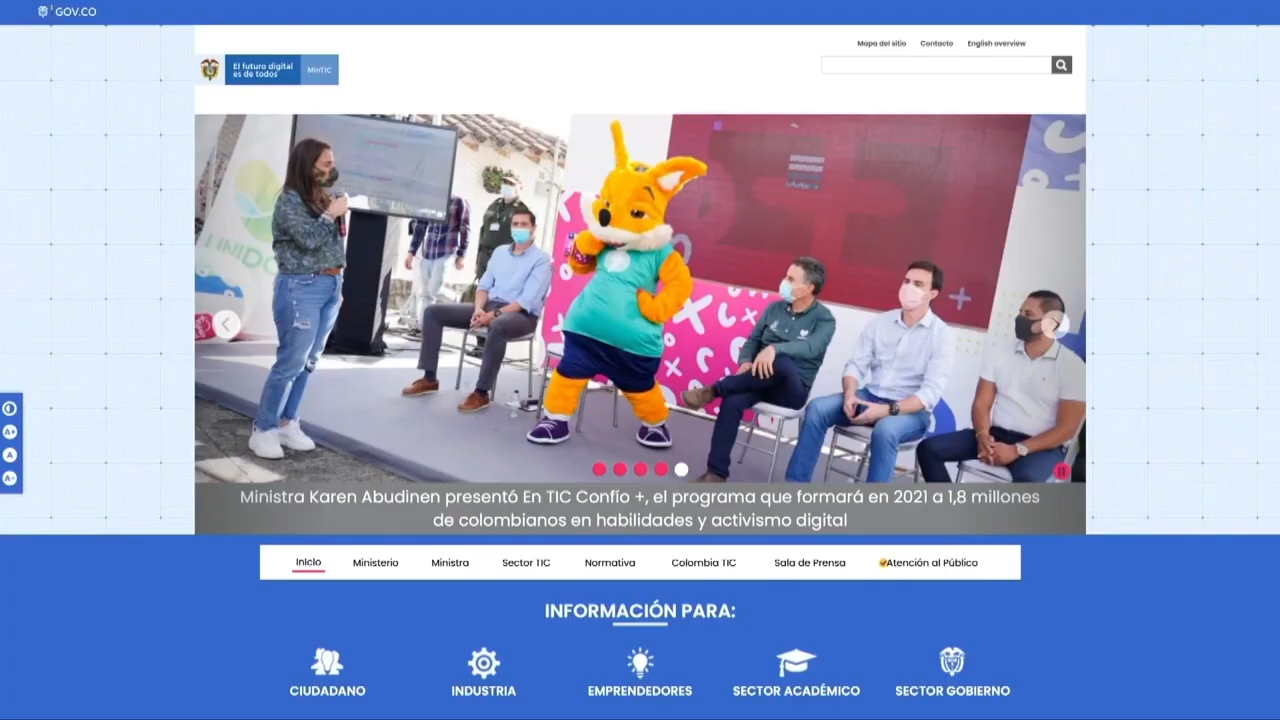 GOV.CO
Mapa del sitio Contacto English overview
El futuro digital
es de todos
MinTIC
UNIDO
Ministra Karen Abudinen presentó En TIC Confío +, el programa que formará en 2021 a 1,8 millones
de colombianos en habilidades y activismo digital
A+
A
A-
Inicio Ministerio Ministra Sector TIC Normativa Colombia TIC Sala de Prensa Atención al Público
INFORMACIÓN PARA:
CIUDADANO INDUSTRIA EMPRENDEDORES SECTOR ACADÉMICO SECTOR GOBIERNO